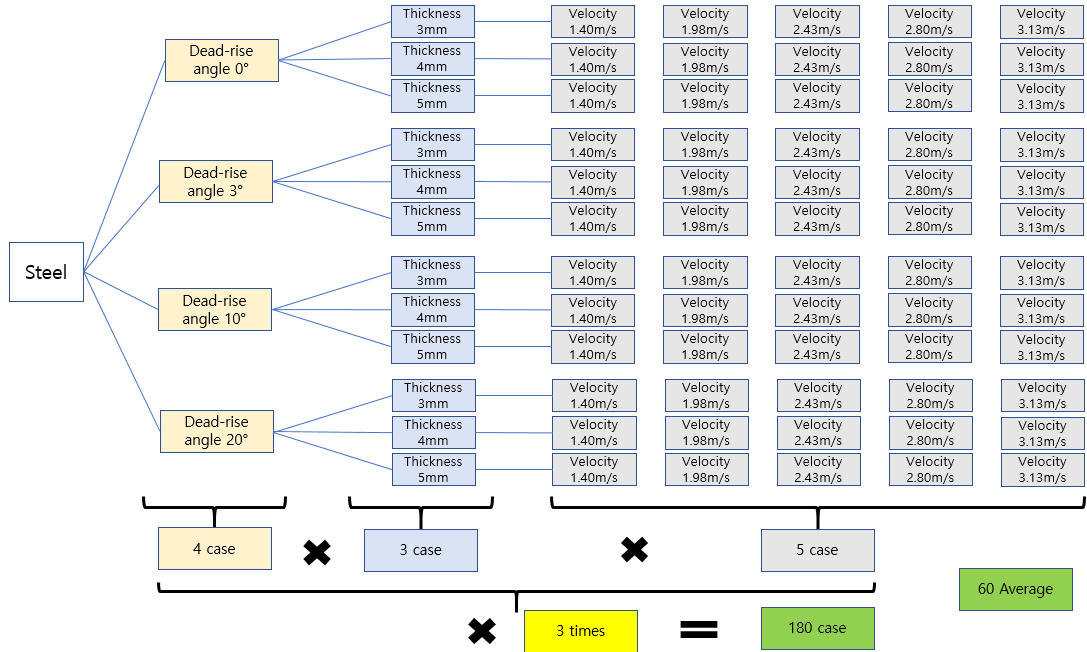 Thickness
3mm
Velocity
1.40m/s
Velocity
1.98m/s
Velocity
2.43m/s
Velocity
2.80m/s
Velocity
3.13m/s
Dead-rise
angle 0°
Thickness
4mm
Velocity
1.40m/s
Velocity
1.98m/s
Velocity
2.43m/s
Velocity
2.80m/s
Velocity
3.13m/s
Thickness
5mm
Velocity
1.40m/s
Velocity
1.98m/s
Velocity
2.43m/s
Velocity
2.80m/s
Velocity
3.13m/s
Thickness
3mm
Velocity
1.40m/s
Velocity
1.98m/s
Velocity
2.43m/s
Velocity
2.80m/s
Velocity
3.13m/s
Dead-rise
angle 3°
Thickness
4mm
Velocity
1.40m/s
Velocity
1.98m/s
Velocity
2.43m/s
Velocity
2.80m/s
Velocity
3.13m/s
Thickness
5mm
Velocity
1.40m/s
Velocity
1.98m/s
Velocity
2.43m/s
Velocity
2.80m/s
Velocity
3.13m/s
Steel
Thickness
3mm
Velocity
1.40m/s
Velocity
1.98m/s
Velocity
2.43m/s
Velocity
2.80m/s
Velocity
3.13m/s
Dead-rise
angle 10°
Thickness
4mm
Velocity
1.40m/s
Velocity
1.98m/s
Velocity
2.43m/s
Velocity
2.80m/s
Velocity
3.13m/s
Thickness
5mm
Velocity
1.40m/s
Velocity
1.98m/s
Velocity
2.43m/s
Velocity
2.80m/s
Velocity
3.13m/s
Thickness
3mm
Velocity
1.40m/s
Velocity
1.98m/s
Velocity
2.43m/s
Velocity
2.80m/s
Velocity
3.13m/s
Dead-rise
angle 20°
Thickness
4mm
Velocity
1.40m/s
Velocity
1.98m/s
Velocity
2.43m/s
Velocity
2.80m/s
Velocity
3.13m/s
Thickness
5mm
Velocity
1.40m/s
Velocity
1.98m/s
Velocity
2.43m/s
Velocity
2.80m/s
Velocity
3.13m/s
4 case
✖
3 case
✖
5 case
60 Average
✖
3 times
=
180 case